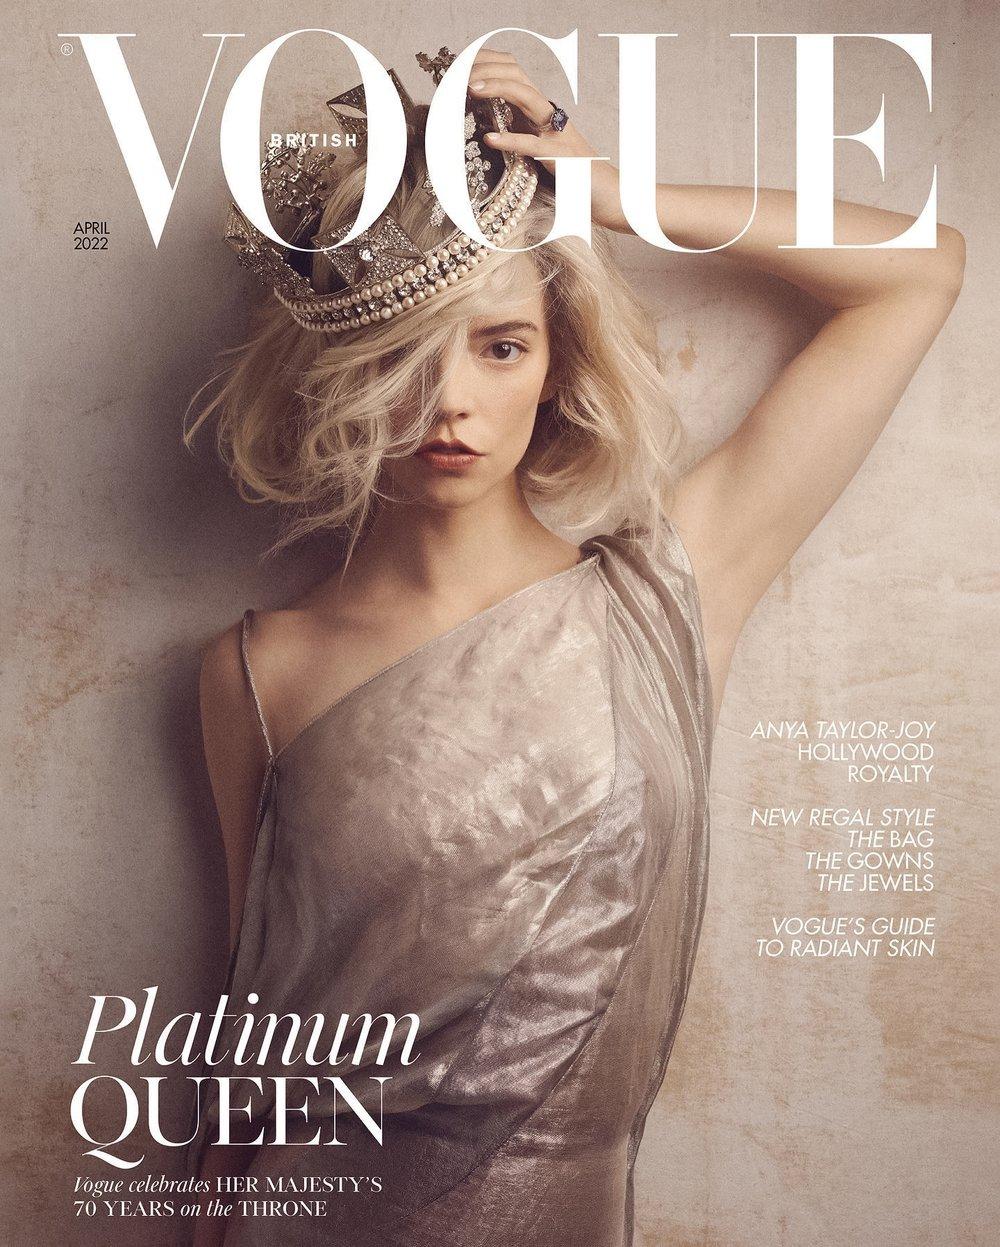 ®
VOGUE
BRITISH
APRIL
2022
ANYA TAYLOR-JOY
HOLLYWOOD
ROYALTY
NEW REGAL STYLE
THE BAG
THE GOWNS
THE JEWELS
VOGUE'S GUIDE
TO RADIANT SKIN
Platinum
QUEEN
Vogue celebrates HER MAJESTY'S
70 YEARS on the THRONE